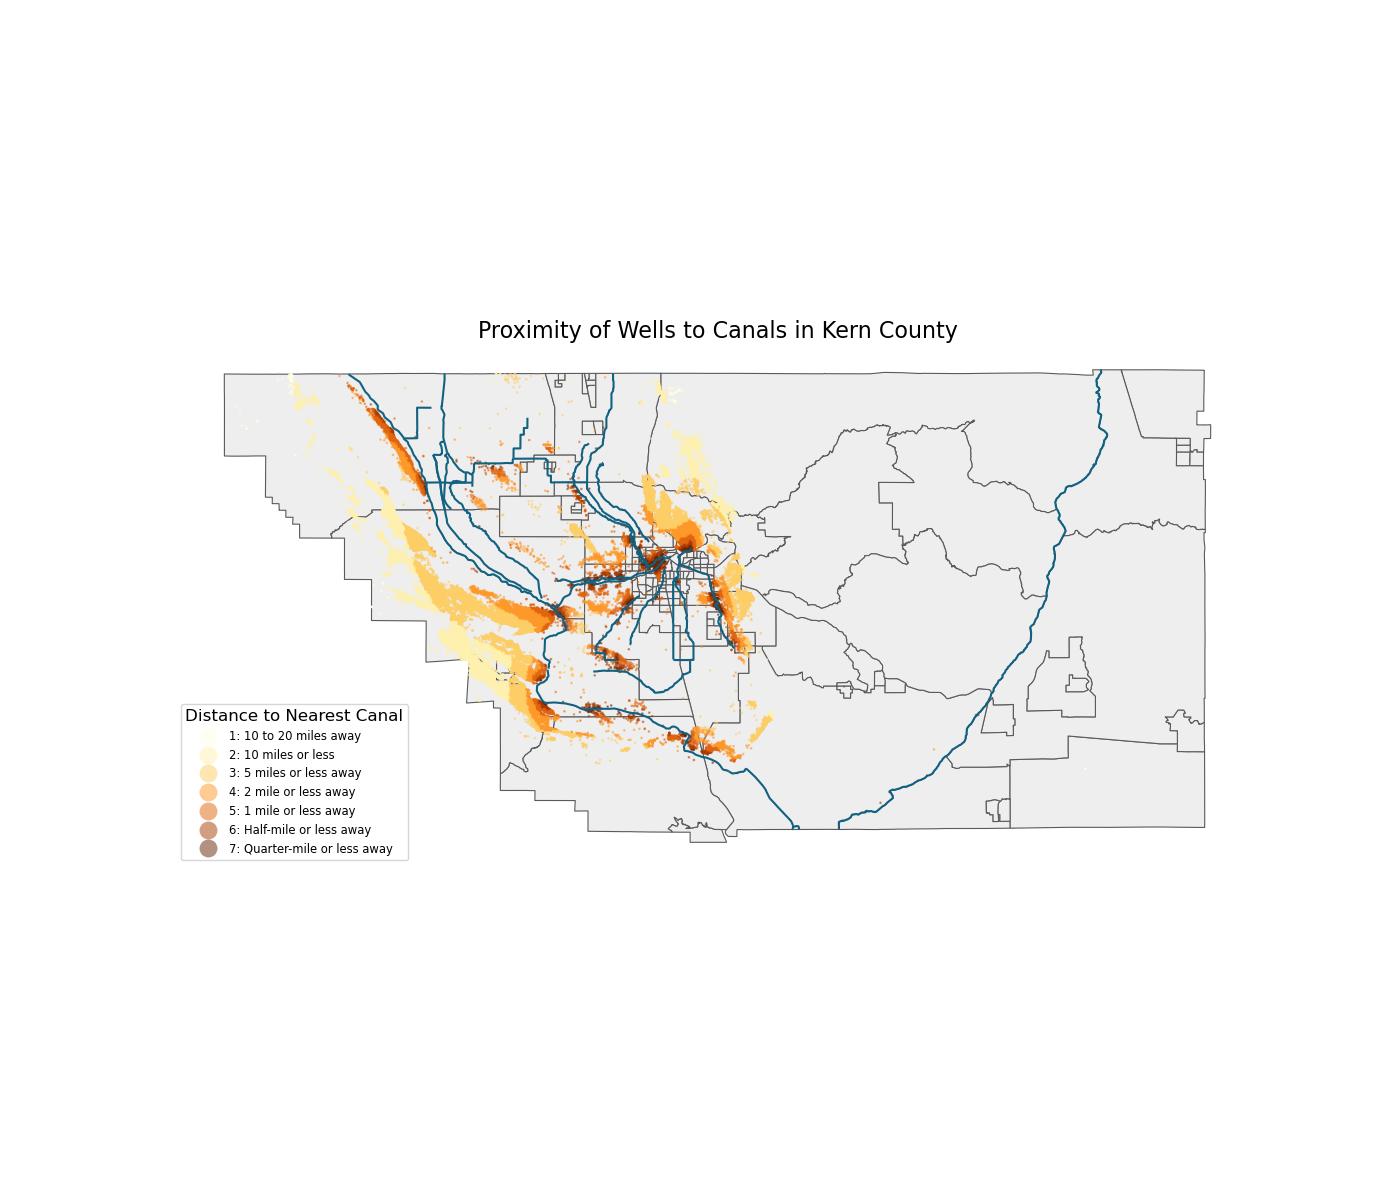 Proximity of Wells to Canals in Kern County
Distance to Nearest Canal
1: 10 to 20 miles away
2: 10 miles or less
3: 5 miles or less away
4: 2 mile or less away
5: 1 mile or less away
6: Half-mile or less away
7: Quarter-mile or less away